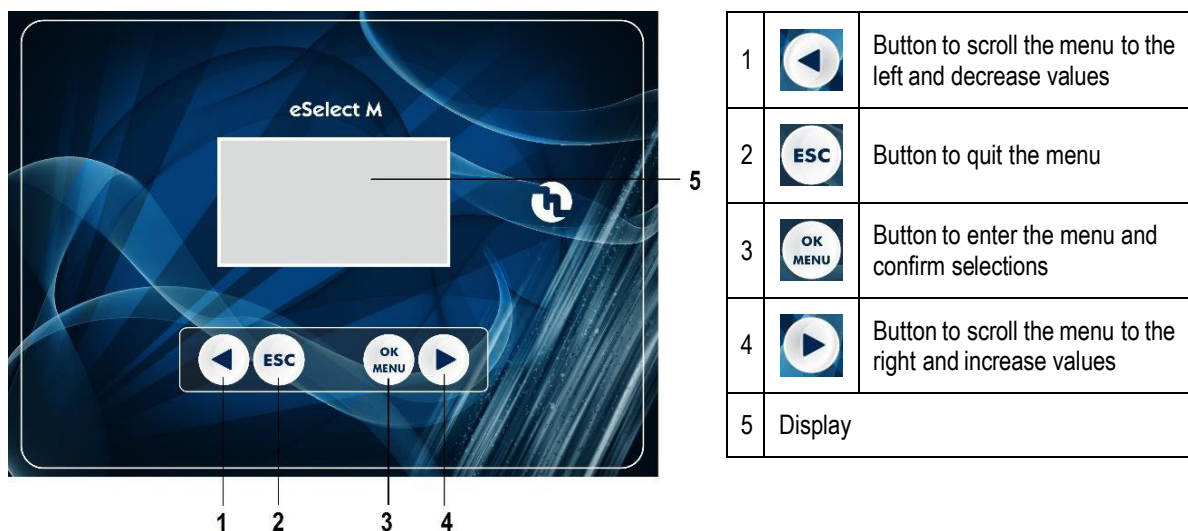 eSelect M
5
ESC
OK
MENU
1 2 3 4
1 Button to scroll the menu to the
left and decrease values
2 ESC Button to quit the menu
3 OK
MENU Button to enter the menu and
confirm selections
4 Button to scroll the menu to the
right and increase values
5 Display